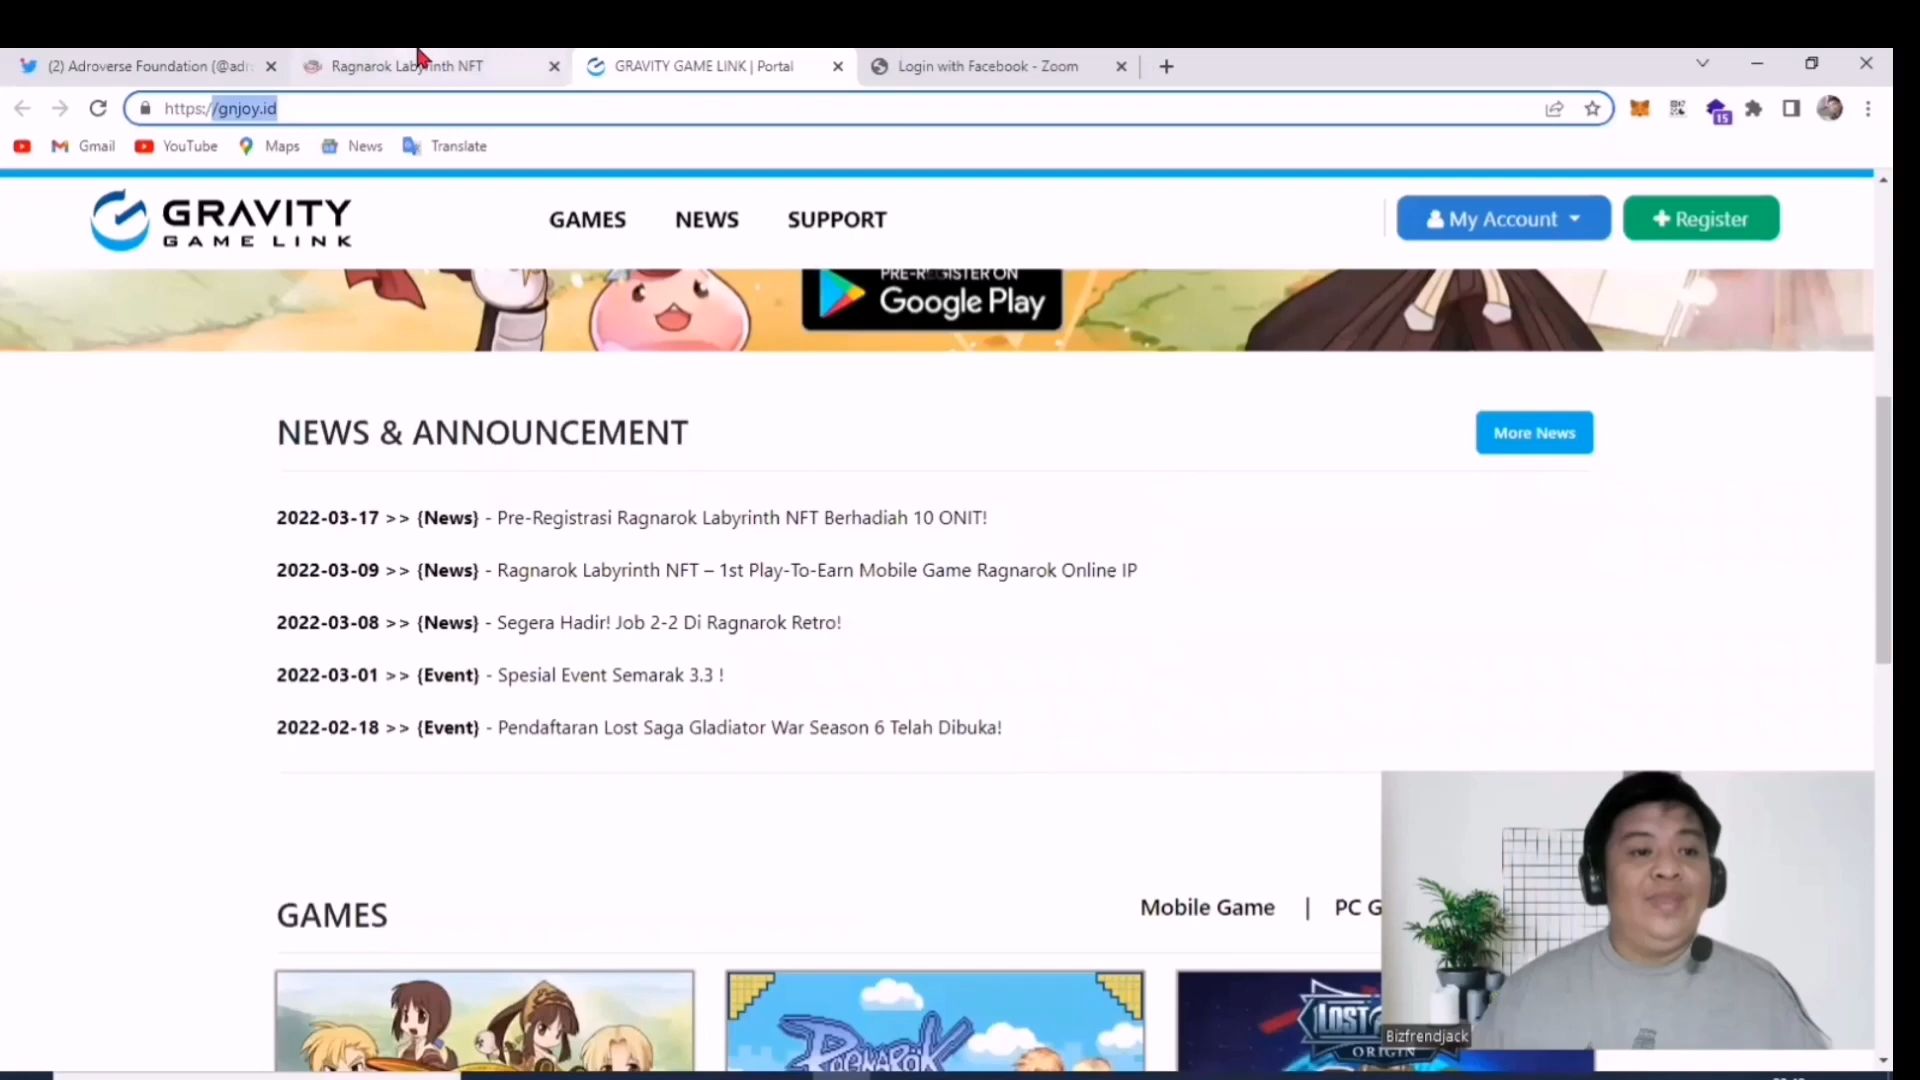 (2) Adroverse Foundation (@adr
Ragnarok Labyrinth NFT
GRAVITY GAME LINK | Portal
Login with Facebook - Zoom
https://gnjoy.id
15
Gmail
YouTube
Maps
News
Translate
GRAVITY
GAME LINK
GAMES
NEWS
SUPPORT
My Account
Register
PRE-REGISTER ON
Google Play
NEWS & ANNOUNCEMENT
More News
2022-03-17 >> {News} - Pre-Registrasi Ragnarok Labyrinth NFT Berhadiah 10 ONIT!
2022-03-09 >> {News} - Ragnarok Labyrinth NFT – 1st Play-To-Earn Mobile Game Ragnarok Online IP
2022-03-08 >> {News} - Segera Hadir! Job 2-2 Di Ragnarok Retro!
2022-03-01 >> {Event} - Spesial Event Semarak 3.3 !
2022-02-18 >> {Event} - Pendaftaran Lost Saga Gladiator War Season 6 Telah Dibuka!
GAMES
Mobile Game | PC G
RAGNARÖK
LOST
ORIGIN
Bizfrendjack